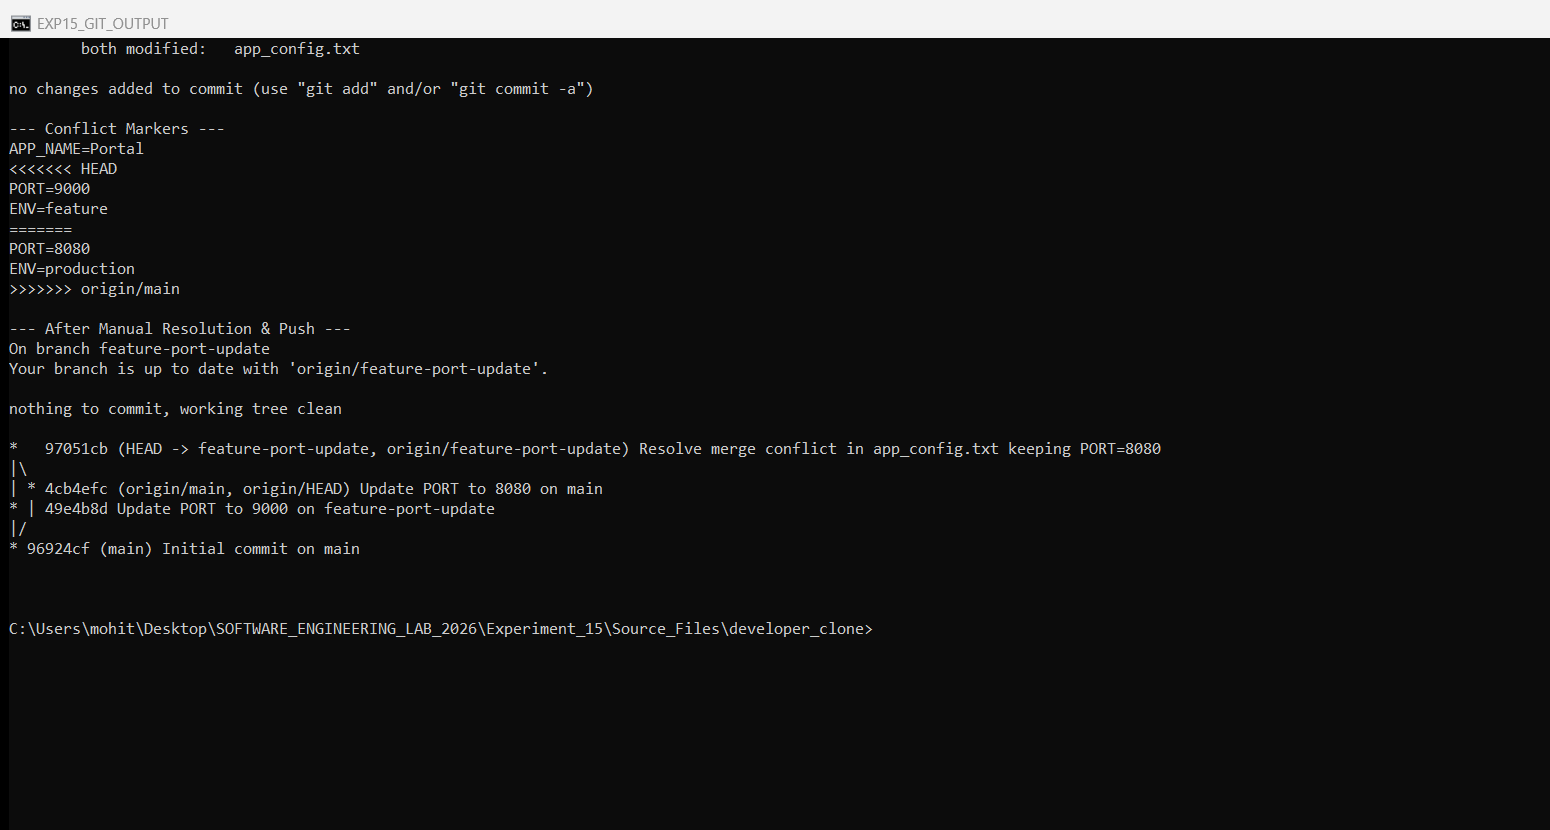 EXP15_GIT_OUTPUT
        both modified:   app_config.txt
no changes added to commit (use "git add" and/or "git commit -a")
--- Conflict Markers ---
APP_NAME=Portal
<<<<<<< HEAD
PORT=9000
ENV=feature
=======
PORT=8080
ENV=production
>>>>>>> origin/main
--- After Manual Resolution & Push ---
On branch feature-port-update
Your branch is up to date with 'origin/feature-port-update'.
nothing to commit, working tree clean
*   97051cb (HEAD -> feature-port-update, origin/feature-port-update) Resolve merge conflict in app_config.txt keeping PORT=8080
|\
| * 4cb4efc (origin/main, origin/HEAD) Update PORT to 8080 on main
* | 49e4b8d Update PORT to 9000 on feature-port-update
|/
* 96924cf (main) Initial commit on main
C:\Users\mohit\Desktop\SOFTWARE_ENGINEERING_LAB_2026\Experiment_15\Source_Files\developer_clone>